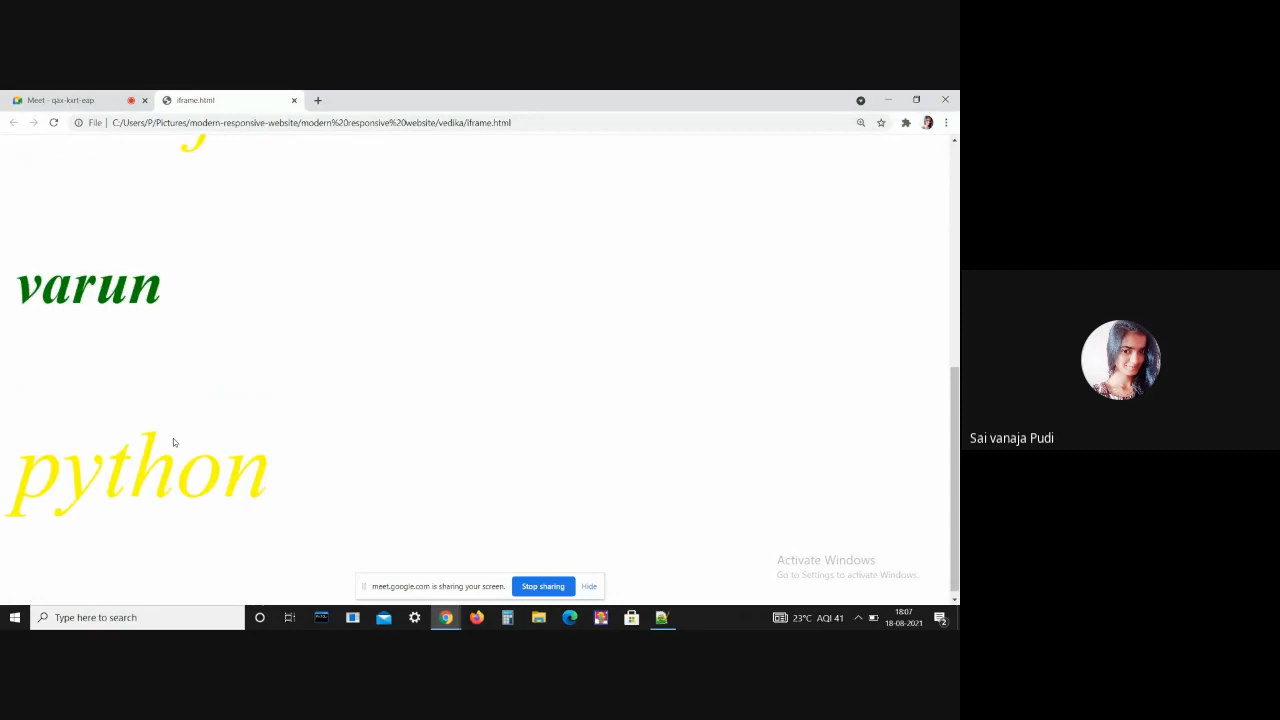 Meet - qax-kxrt-eap
iframe.html
File | C:/Users/P/Pictures/modern-responsive-website/modern%20responsive%20website/vedika/iframe.html
varun
python
Sai vanaja Pudi
Activate Windows
Go to Settings to activate Windows.
meet.google.com is sharing your screen.
Stop sharing
Hide
Type here to search
23°C AQI 41
18:07
18-08-2021
2